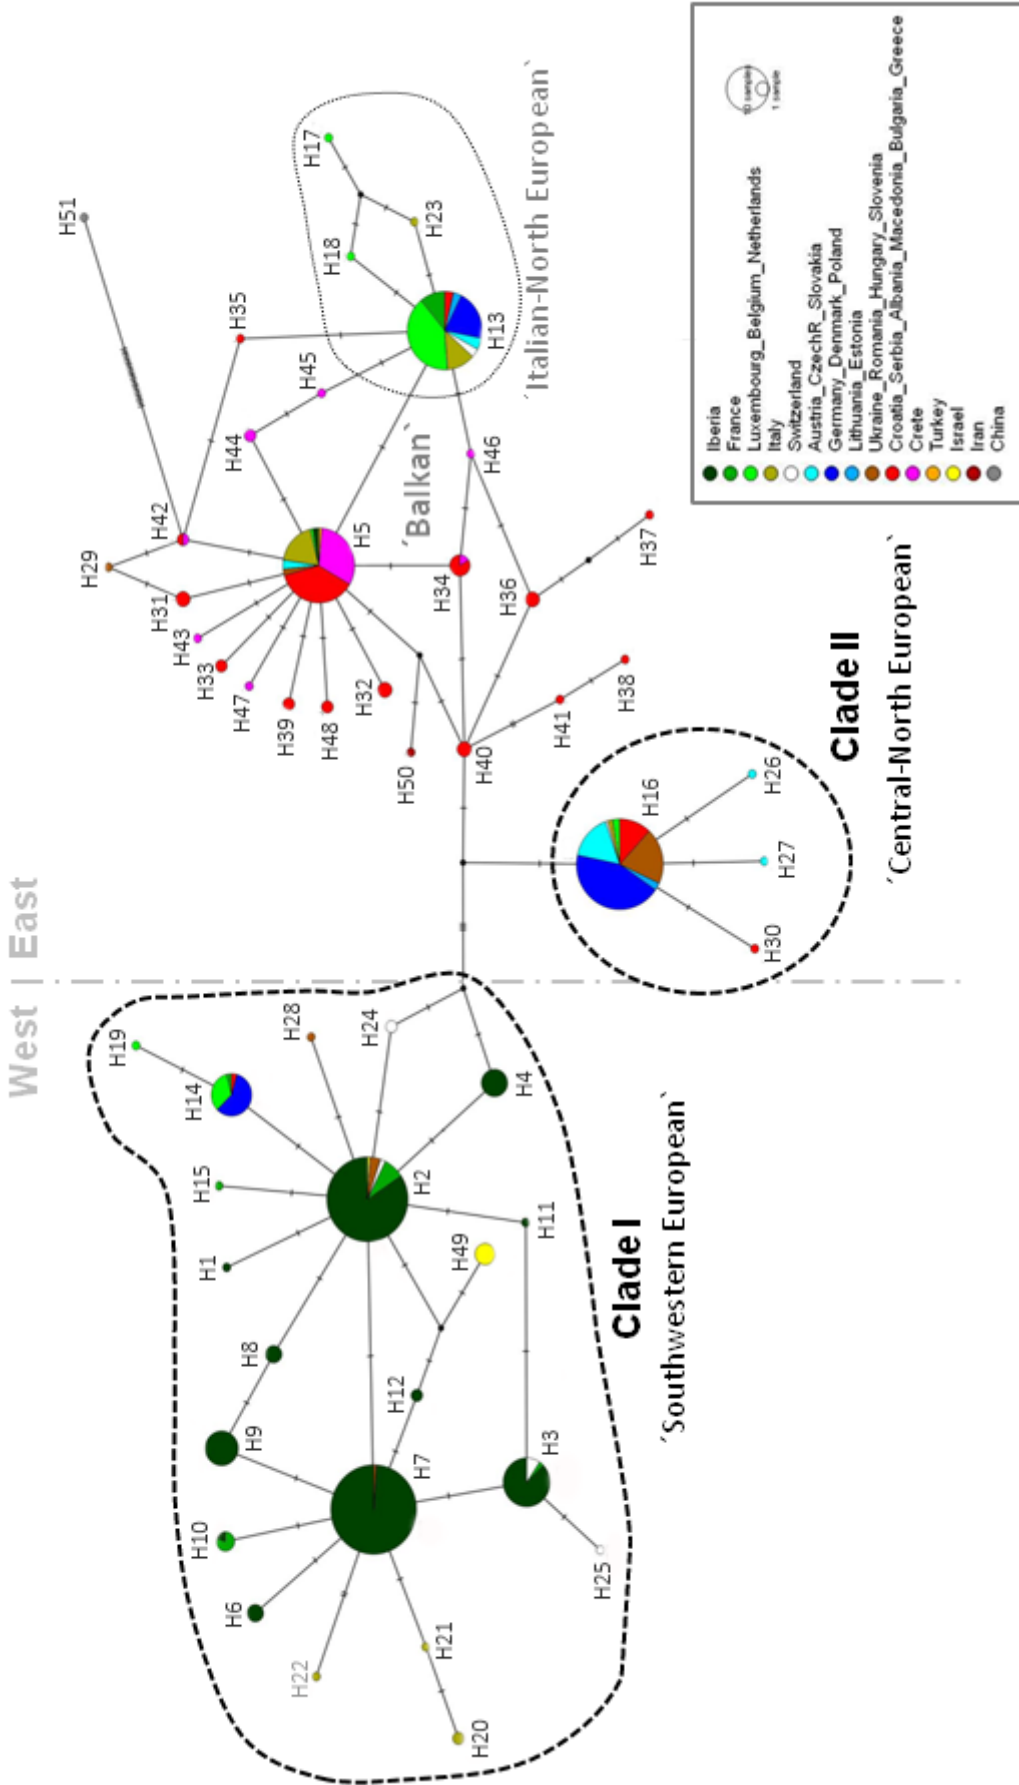 West | East
H51
H17
H18
H23
H35
H45
H44
H13
´Italian-North European`
H42
H29
H31
H43
H33
H47
H39
H48
H32
H5
´Balkan`
H46
H34
H36
H37
H50
H40
H41
H38
H16
H26
H27
H30
Clade II
´Central-North European`
H19
H14
H28
H24
H4
H15
H1
H2
H11
H49
H8
H12
H9
H7
H3
H10
H6
H22
H21
H20
H25
Clade I
´Southwestern European`
Iberia
France
Luxembourg_Belgium_Netherlands
Italy
Switzerland
Austria_CzechR_Slovakia
Germany_Denmark_Poland
Lithuania_Estonia
Ukraine_Romania_Hungary_Slovenia
Croatia_Serbia_Albania_Macedonia_Bulgaria_Greece
Crete
Turkey
Israel
Iran
China
10 samples
1 sample